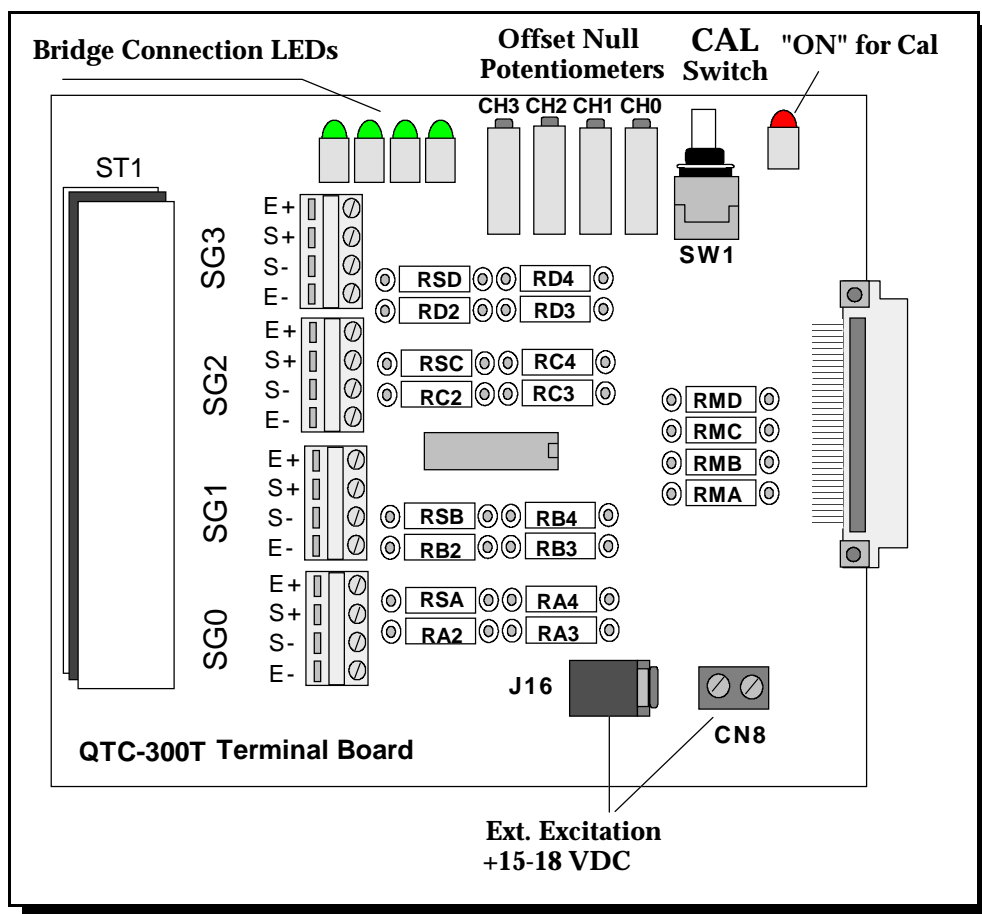 Bridge Connection LEDs
Offset Null
Potentiometers
CAL
Switch
"ON" for Cal
CH3 CH2 CH1 CH0
ST1
SW1
SG3
E+
S+
S-
E-
RSD RD4
RD2 RD3
SG2
E+
S+
S-
E-
RSC RC4
RC2 RC3
RMD
RMC
RMB
RMA
SG1
E+
S+
S-
E-
RSB RB4
RB2 RB3
SG0
E+
S+
S-
E-
RSA RA4
RA2 RA3
J16
CN8
QTC-300T Terminal Board
Ext. Excitation
+15-18 VDC